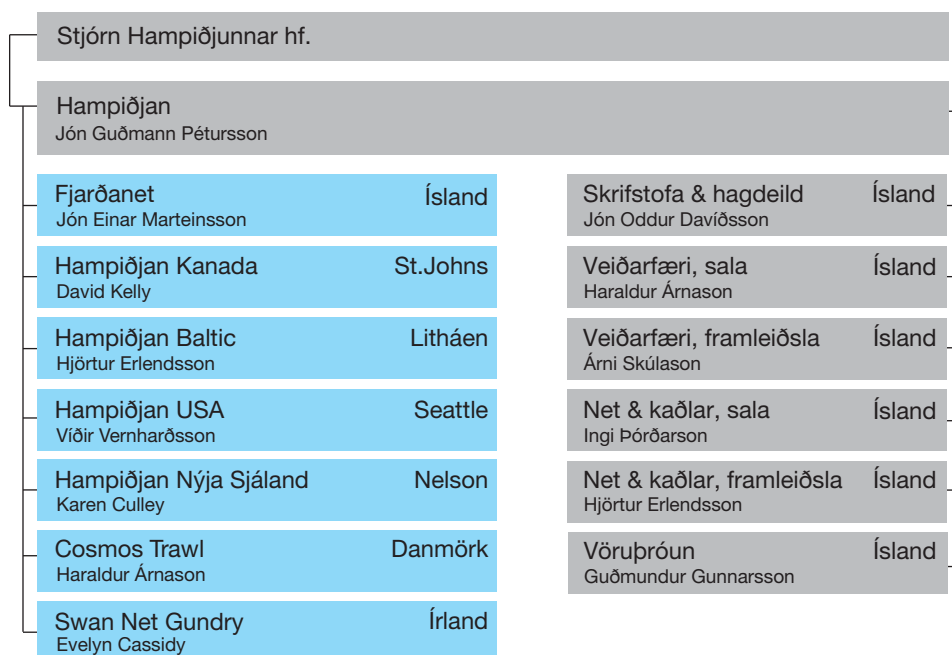 Stjórn Hampiðjunnar hf.
Hampiðjan
Jón Guðmann Pétursson
Fjarðanet Ísland
Jón Einar Marteinsson
Hampiðjan Kanada St.Johns
David Kelly
Hampiðjan Baltic Litháen
Hjörtur Erlendsson
Hampiðjan USA Seattle
Víðir Vernharðsson
Hampiðjan Nýja Sjáland Nelson
Karen Culley
Cosmos Trawl Danmörk
Haraldur Árnason
Swan Net Gundry Írland
Evelyn Cassidy
Skrifstofa & hagdeild Ísland
Jón Oddur Davíðsson
Veiðarfæri, sala Ísland
Haraldur Árnason
Veiðarfæri, framleiðsla Ísland
Árni Skúlason
Net & kaðlar, sala Ísland
Ingi Þórðarson
Net & kaðlar, framleiðsla Ísland
Hjörtur Erlendsson
Vöruþróun Ísland
Guðmundur Gunnarsson